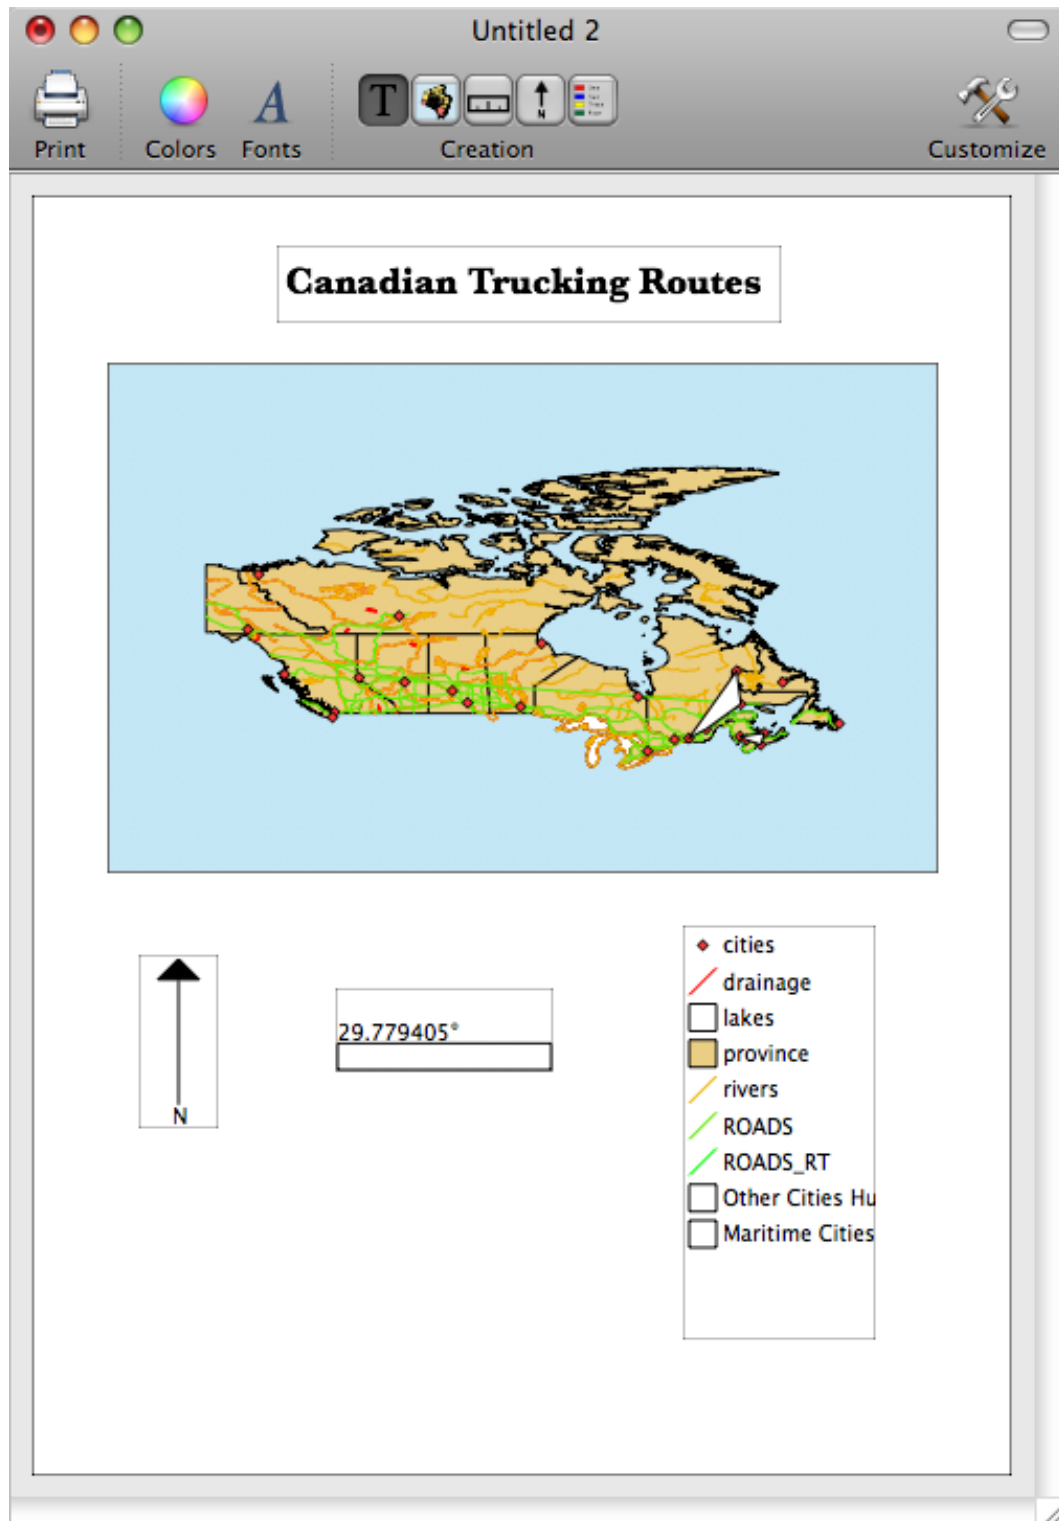 Untitled 2
Print
Colors
Fonts
T
N
Creation
Customize
Canadian Trucking Routes
29.779405°
N
cities
drainage
lakes
province
rivers
ROADS
ROADS_RT
Other Cities Hu
Maritime Cities